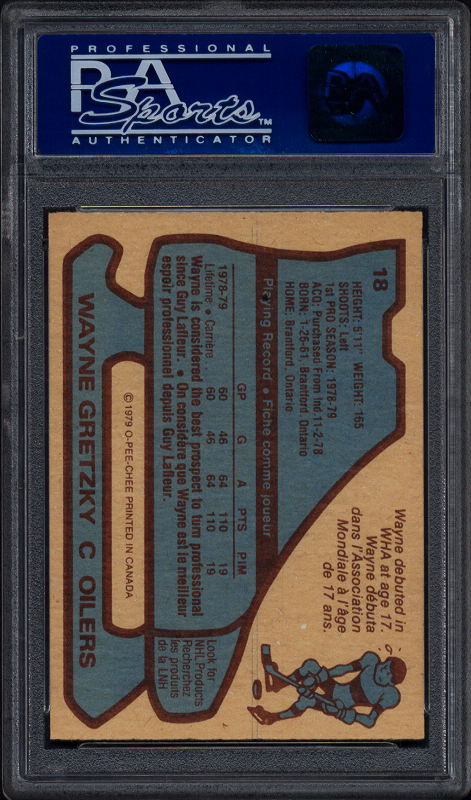 PROFESSIONAL
PSA
Sports™
AUTHENTICATOR
PSA
18
HEIGHT: 5'11" WEIGHT: 165
SHOOTS: Left
1st PRO SEASON: 1978-79
ACQ: Purchased From Ind. 11-2-78
BORN: 1-26-61, Brantford, Ontario
HOME: Brantford, Ontario
Wayne debuted in
WHA at age 17.
Wayne débuta
dans l'Association
Mondiale à l'âge
de 17 ans.
Playing Record • Fiche comme joueur
GP G A PTS PIM
1978-79 60 46 64 110 19
Lifetime • Carrière ... 60 46 64 110 19
Wayne is considered the best prospect to turn professional
since Guy Lafleur. • On considère que Wayne est le meilleur
espoir professionnel depuis Guy Lafleur.
Look for
NHL Products
Recherchez
les produits
de la LNH
© 1979 O-PEE-CHEE PRINTED IN CANADA
WAYNE GRETZKY C OILERS